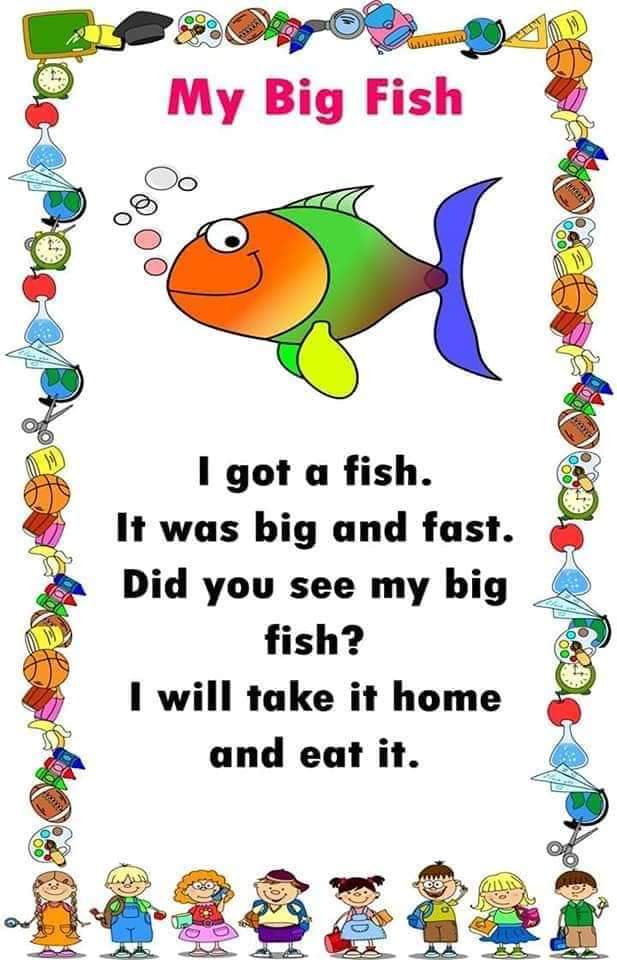 My Big Fish
I got a fish.
It was big and fast.
Did you see my big
fish?
I will take it home
and eat it.